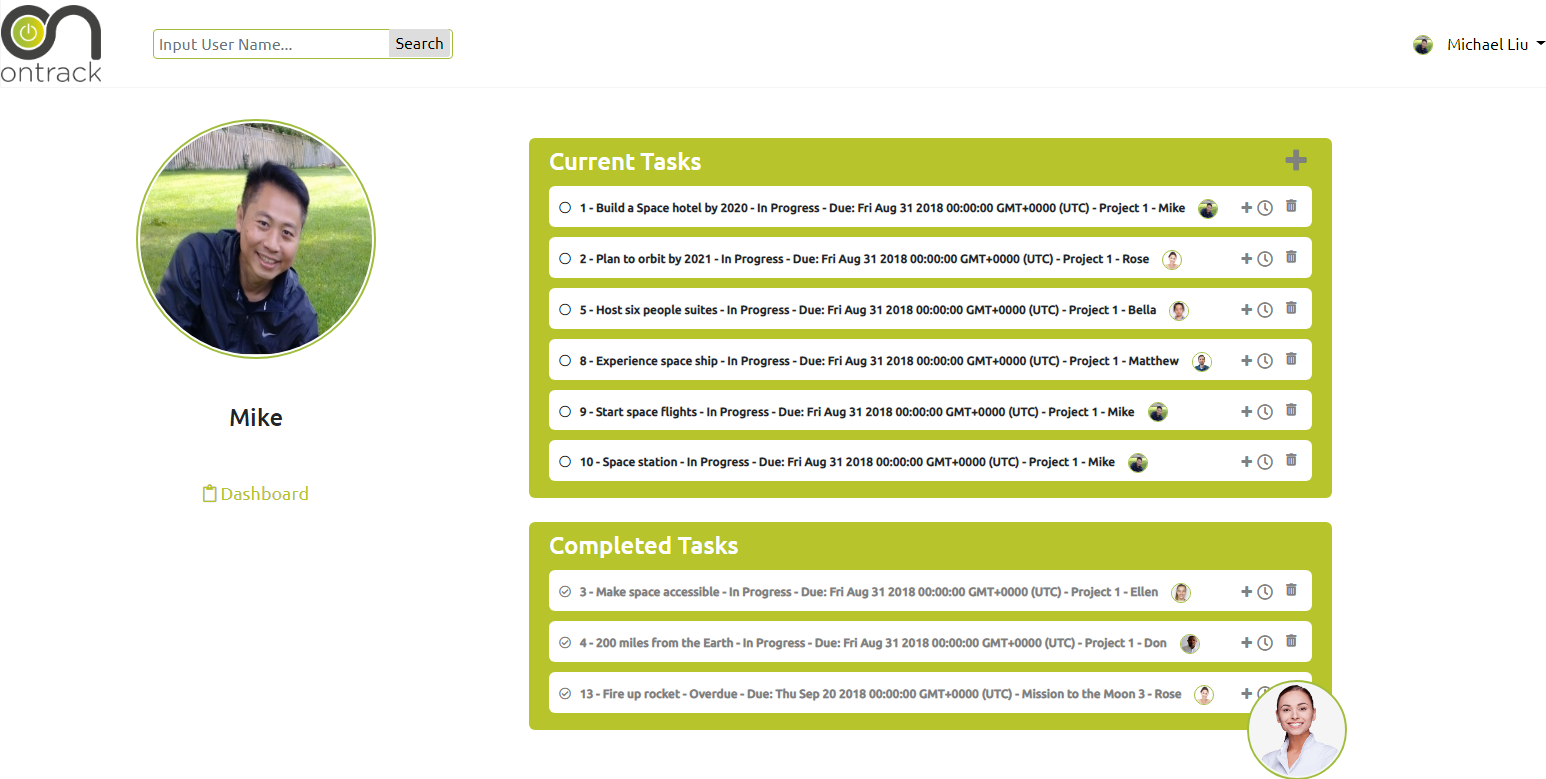 ontrack
Input User Name... Search
Michael Liu
Mike
Dashboard
Current Tasks
1 - Build a Space hotel by 2020 - In Progress - Due: Fri Aug 31 2018 00:00:00 GMT+0000 (UTC) - Project 1 - Mike
2 - Plan to orbit by 2021 - In Progress - Due: Fri Aug 31 2018 00:00:00 GMT+0000 (UTC) - Project 1 - Rose
5 - Host six people suites - In Progress - Due: Fri Aug 31 2018 00:00:00 GMT+0000 (UTC) - Project 1 - Bella
8 - Experience space ship - In Progress - Due: Fri Aug 31 2018 00:00:00 GMT+0000 (UTC) - Project 1 - Matthew
9 - Start space flights - In Progress - Due: Fri Aug 31 2018 00:00:00 GMT+0000 (UTC) - Project 1 - Mike
10 - Space station - In Progress - Due: Fri Aug 31 2018 00:00:00 GMT+0000 (UTC) - Project 1 - Mike
Completed Tasks
3 - Make space accessible - In Progress - Due: Fri Aug 31 2018 00:00:00 GMT+0000 (UTC) - Project 1 - Ellen
4 - 200 miles from the Earth - In Progress - Due: Fri Aug 31 2018 00:00:00 GMT+0000 (UTC) - Project 1 - Don
13 - Fire up rocket - Overdue - Due: Thu Sep 20 2018 00:00:00 GMT+0000 (UTC) - Mission to the Moon 3 - Rose